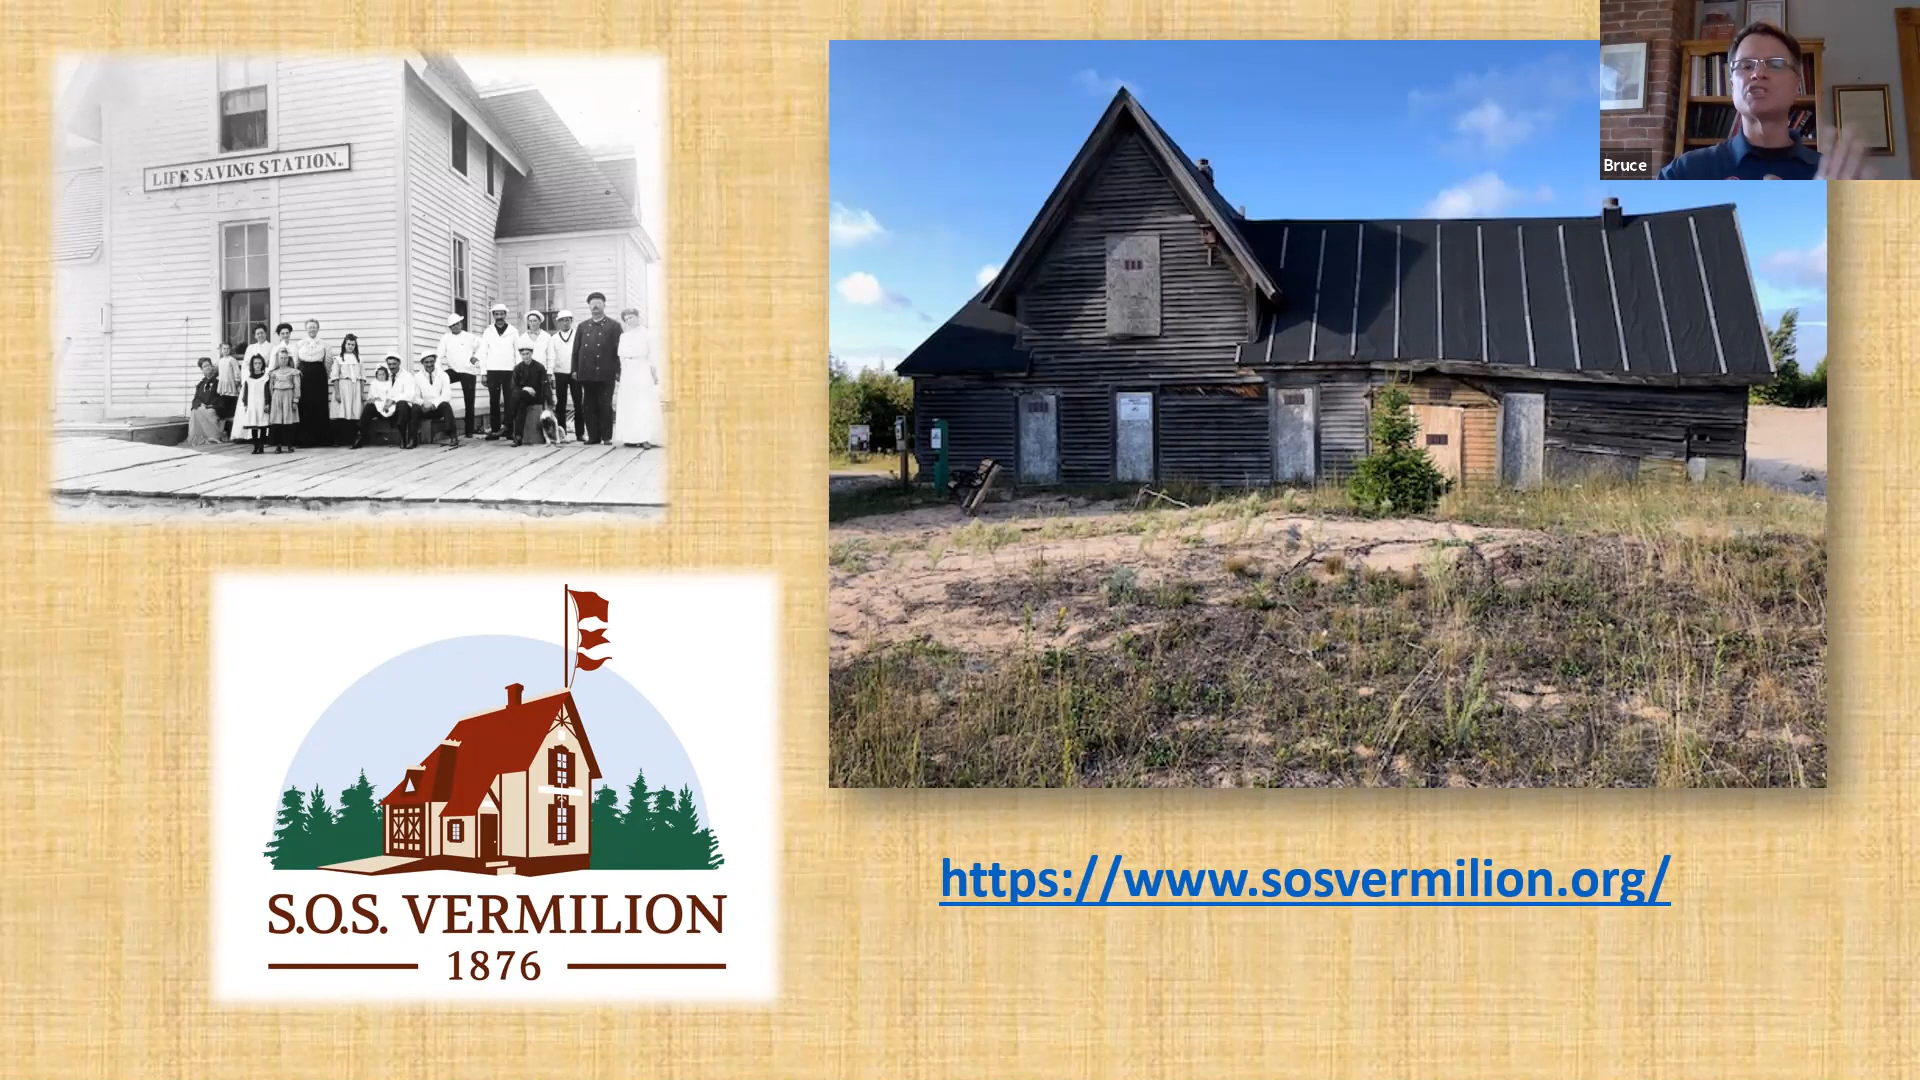 LIFE SAVING STATION.
Bruce
S.O.S. VERMILION
1876
https://www.sosvermilion.org/